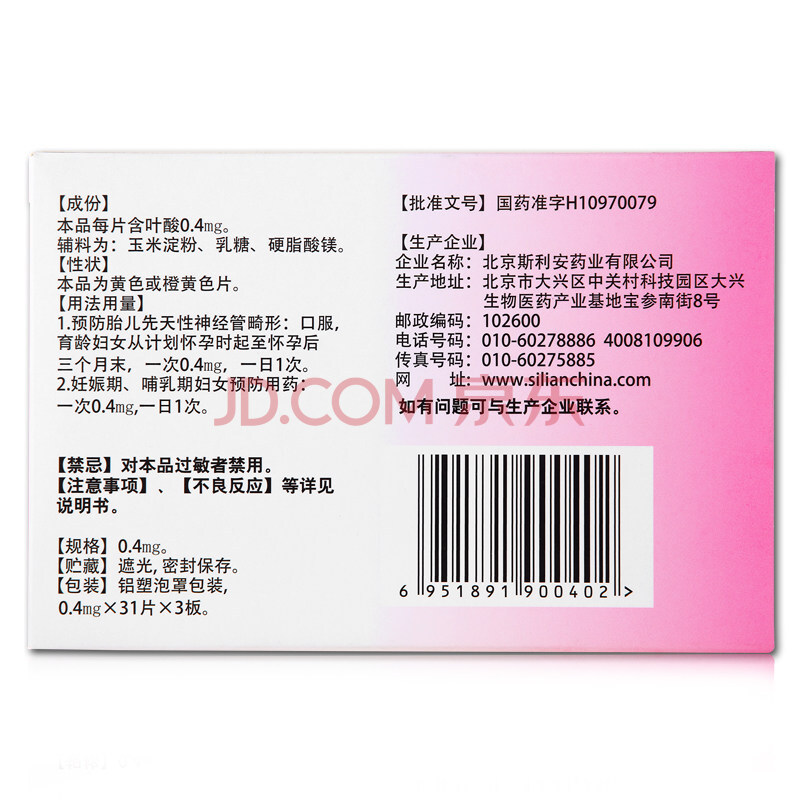 【成份】
本品每片含叶酸0.4mg。
辅料为：玉米淀粉、乳糖、硬脂酸镁。
【性状】
本品为黄色或橙黄色片。
【用法用量】
1.预防胎儿先天性神经管畸形：口服，
育龄妇女从计划怀孕时起至怀孕后
三个月末，一次0.4mg，一日1次。
2.妊娠期、哺乳期妇女预防用药：
一次0.4mg,一日1次。
【禁忌】对本品过敏者禁用。
【注意事项】、【不良反应】等详见
说明书。
【规格】0.4mg。
【贮藏】遮光,密封保存。
【包装】铝塑泡罩包装,
0.4mg×31片×3板。
【批准文号】国药准字H10970079
【生产企业】
企业名称：北京斯利安药业有限公司
生产地址：北京市大兴区中关村科技园区大兴
生物医药产业基地宝参南街8号
邮政编码：102600
电话号码：010-60278886 4008109906
传真号码：010-60275885
网 址：www.silianchina.com
如有问题可与生产企业联系。
6 951891 900402 >
JD.COM 京东